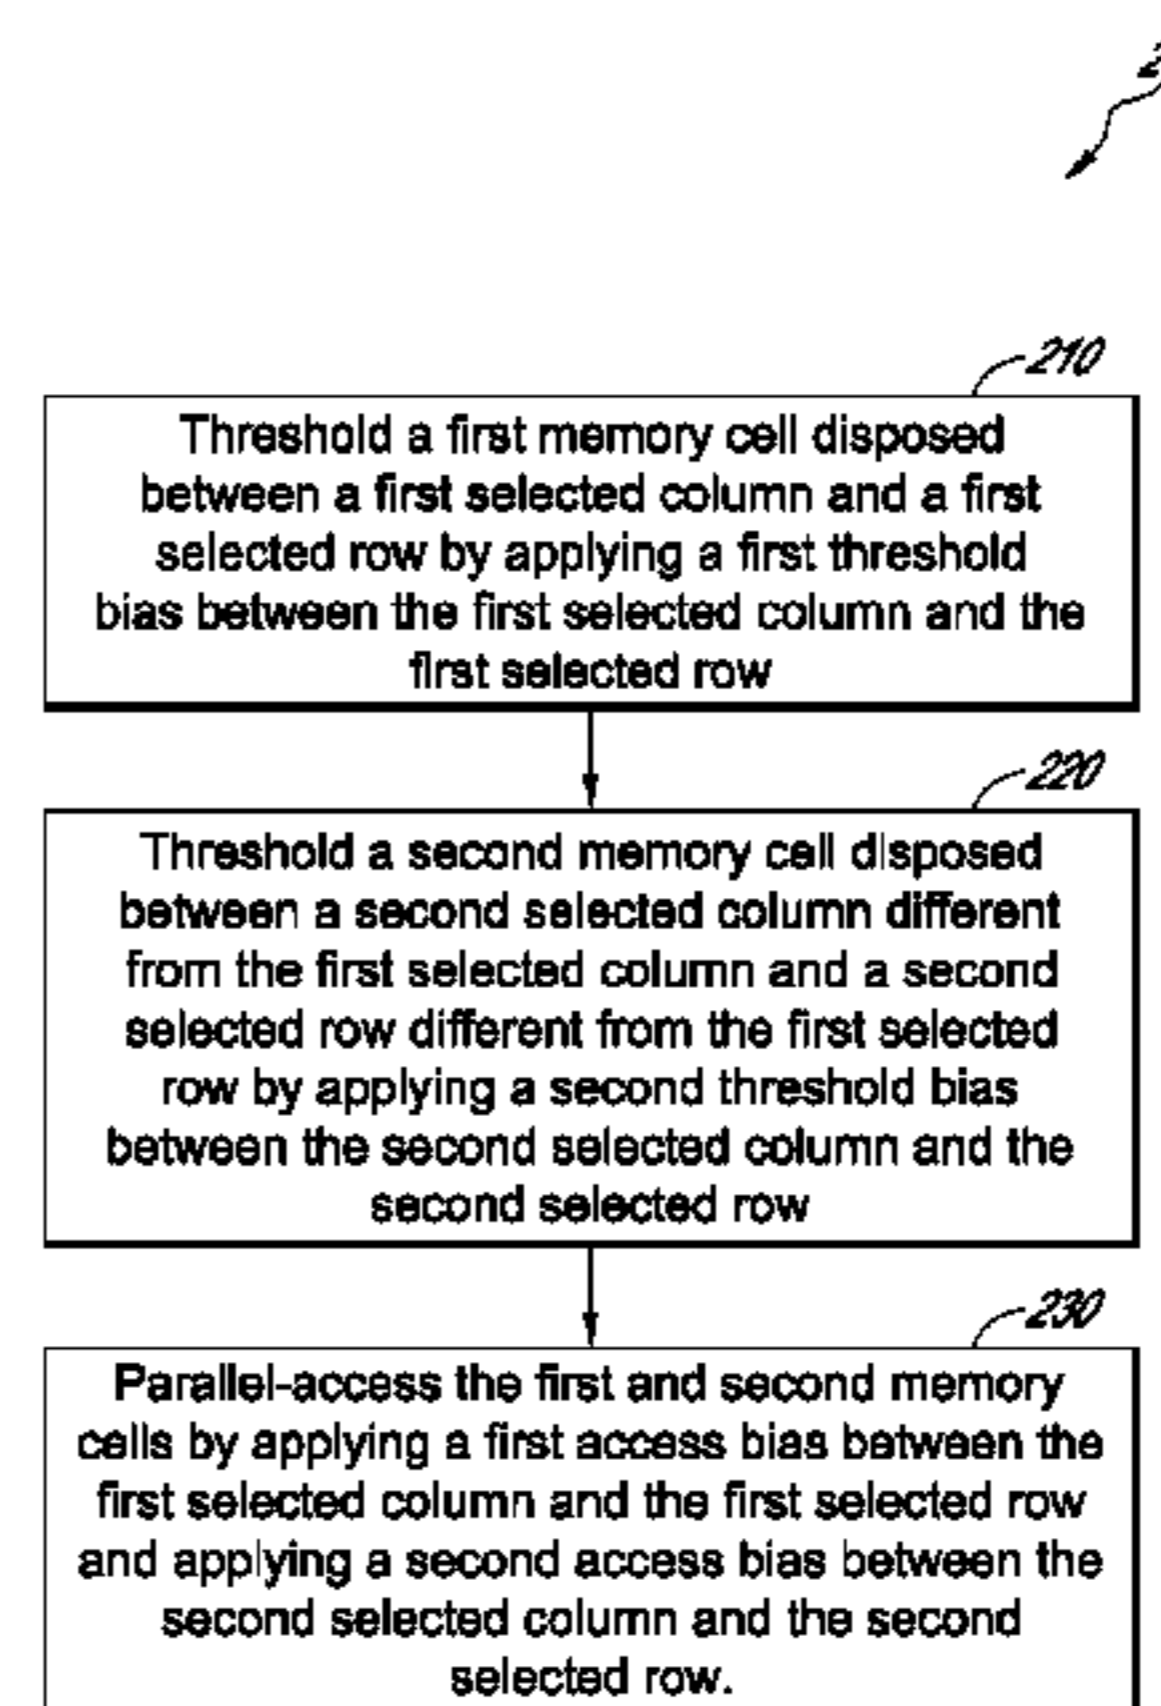 210
Threshold a first memory cell disposed
between a first selected column and a first
selected row by applying a first threshold
bias between the first selected column and the
first selected row
220
Threshold a second memory cell disposed
between a second selected column different
from the first selected column and a second
selected row different from the first selected
row by applying a second threshold bias
between the second selected column and the
second selected row
230
Parallel-access the first and second memory
cells by applying a first access bias between the
first selected column and the first selected row
and applying a second access bias between the
second selected column and the second
selected row.